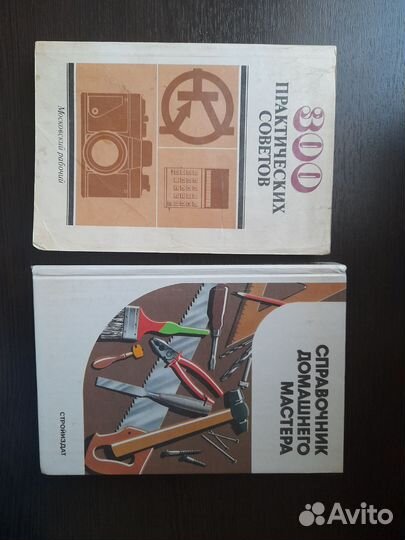 300
ПРАКТИЧЕСКИХ
СОВЕТОВ
Московский рабочий
СПРАВОЧНИК
ДОМАШНЕГО
МАСТЕРА
СТРОЙИЗДАТ
Avito